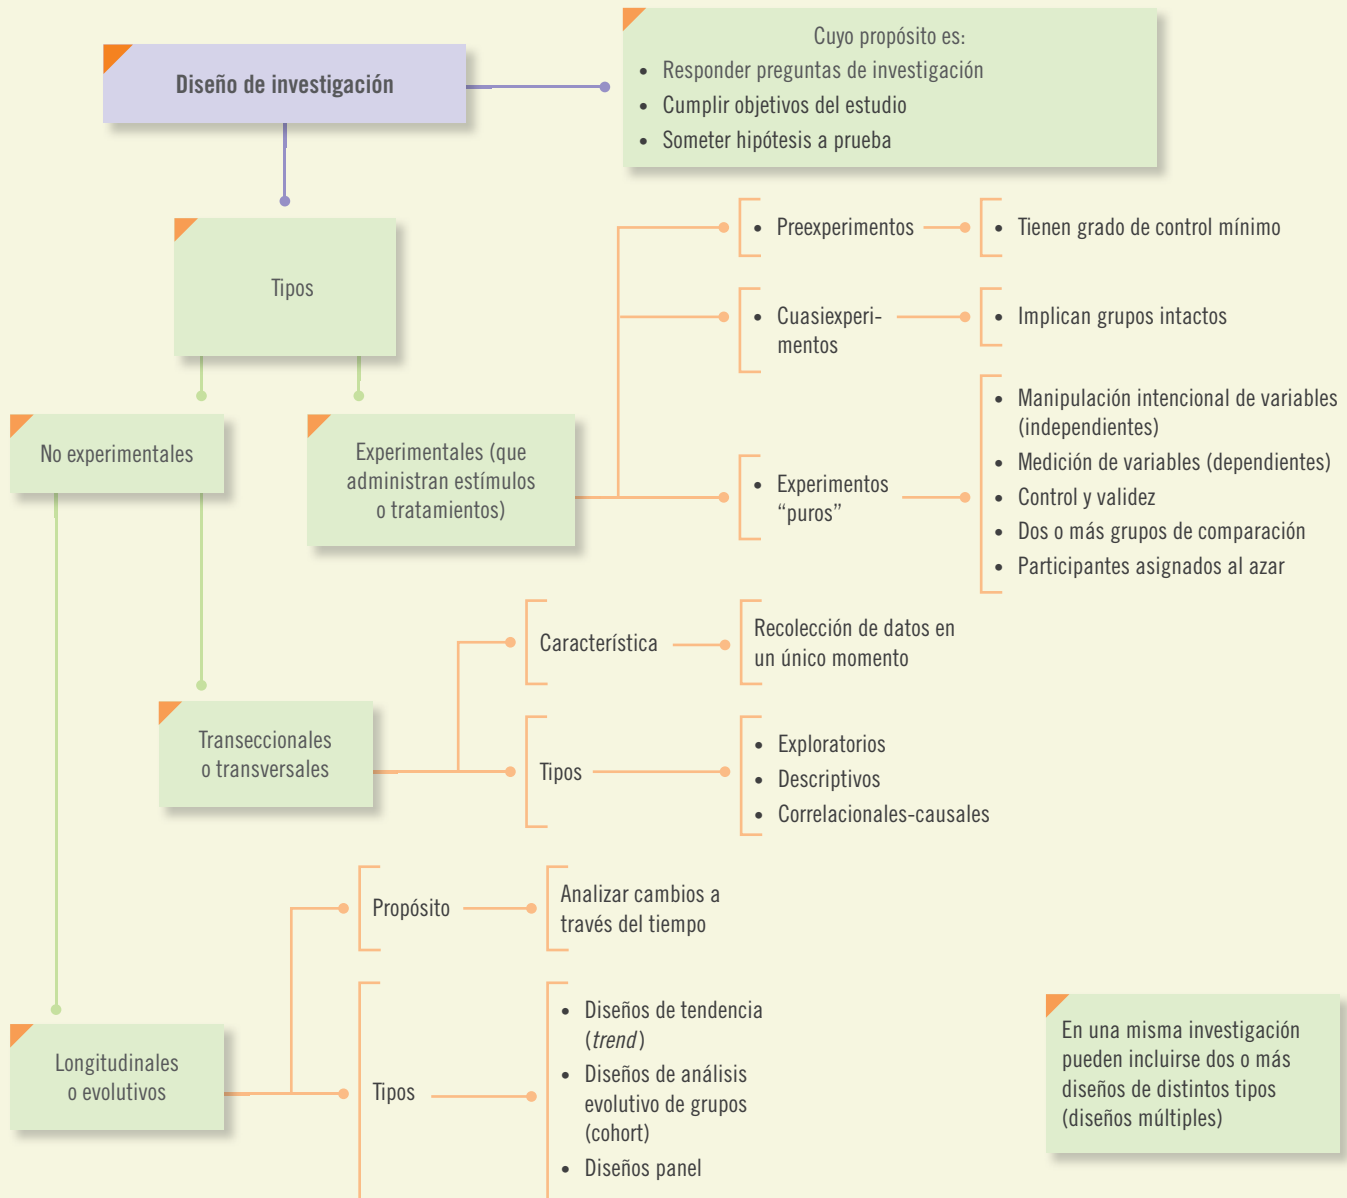 Diseño de investigación
Cuyo propósito es:
• Responder preguntas de investigación
• Cumplir objetivos del estudio
• Someter hipótesis a prueba
Tipos
No experimentales
Experimentales (que
administran estímulos
o tratamientos)
• Preexperimentos
• Tienen grado de control mínimo
• Cuasiexperi-
mentos
• Implican grupos intactos
• Experimentos
“puros”
• Manipulación intencional de variables
(independientes)
• Medición de variables (dependientes)
• Control y validez
• Dos o más grupos de comparación
• Participantes asignados al azar
Transeccionales
o transversales
Característica
Recolección de datos en
un único momento
Tipos
• Exploratorios
• Descriptivos
• Correlacionales-causales
Longitudinales
o evolutivos
Propósito
Analizar cambios a
través del tiempo
Tipos
• Diseños de tendencia
(trend)
• Diseños de análisis
evolutivo de grupos
(cohort)
• Diseños panel
En una misma investigación
pueden incluirse dos o más
diseños de distintos tipos
(diseños múltiples)